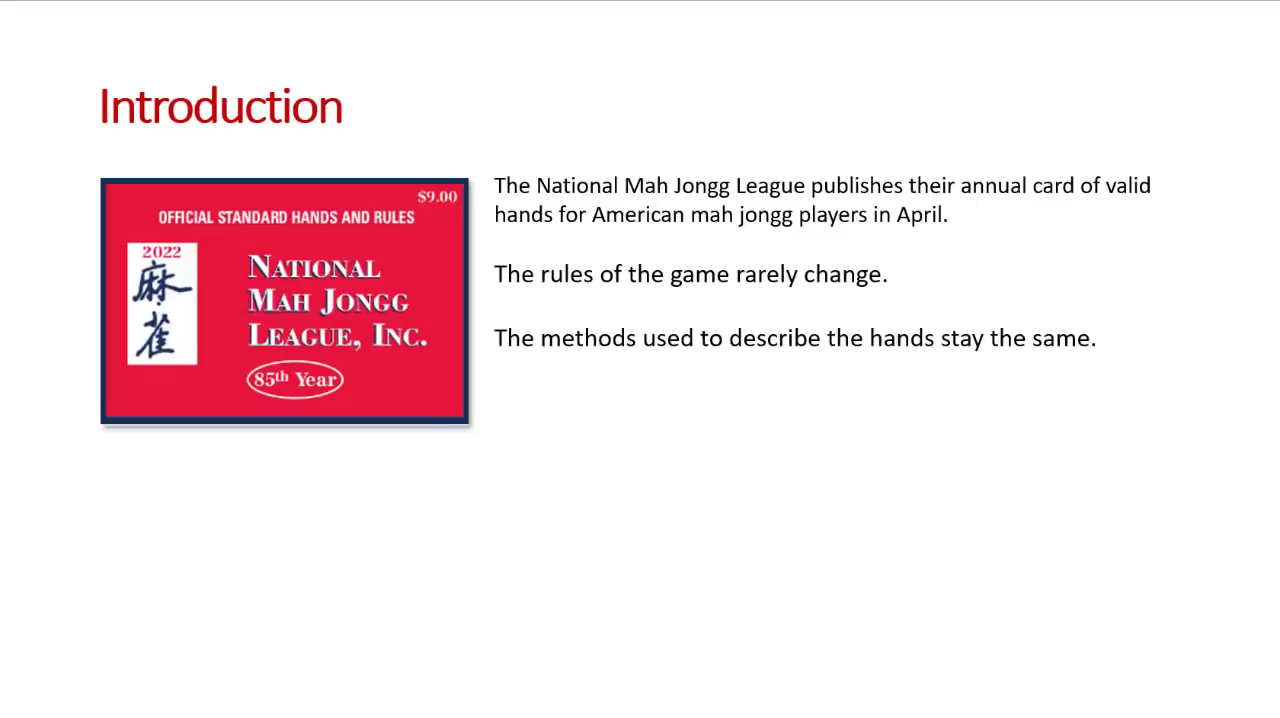 Introduction
$9.00
OFFICIAL STANDARD HANDS AND RULES
2022
麻
雀
NATIONAL
MAH JONGG
LEAGUE, INC.
85th Year
The National Mah Jongg League publishes their annual card of valid
hands for American mah jongg players in April.
The rules of the game rarely change.
The methods used to describe the hands stay the same.